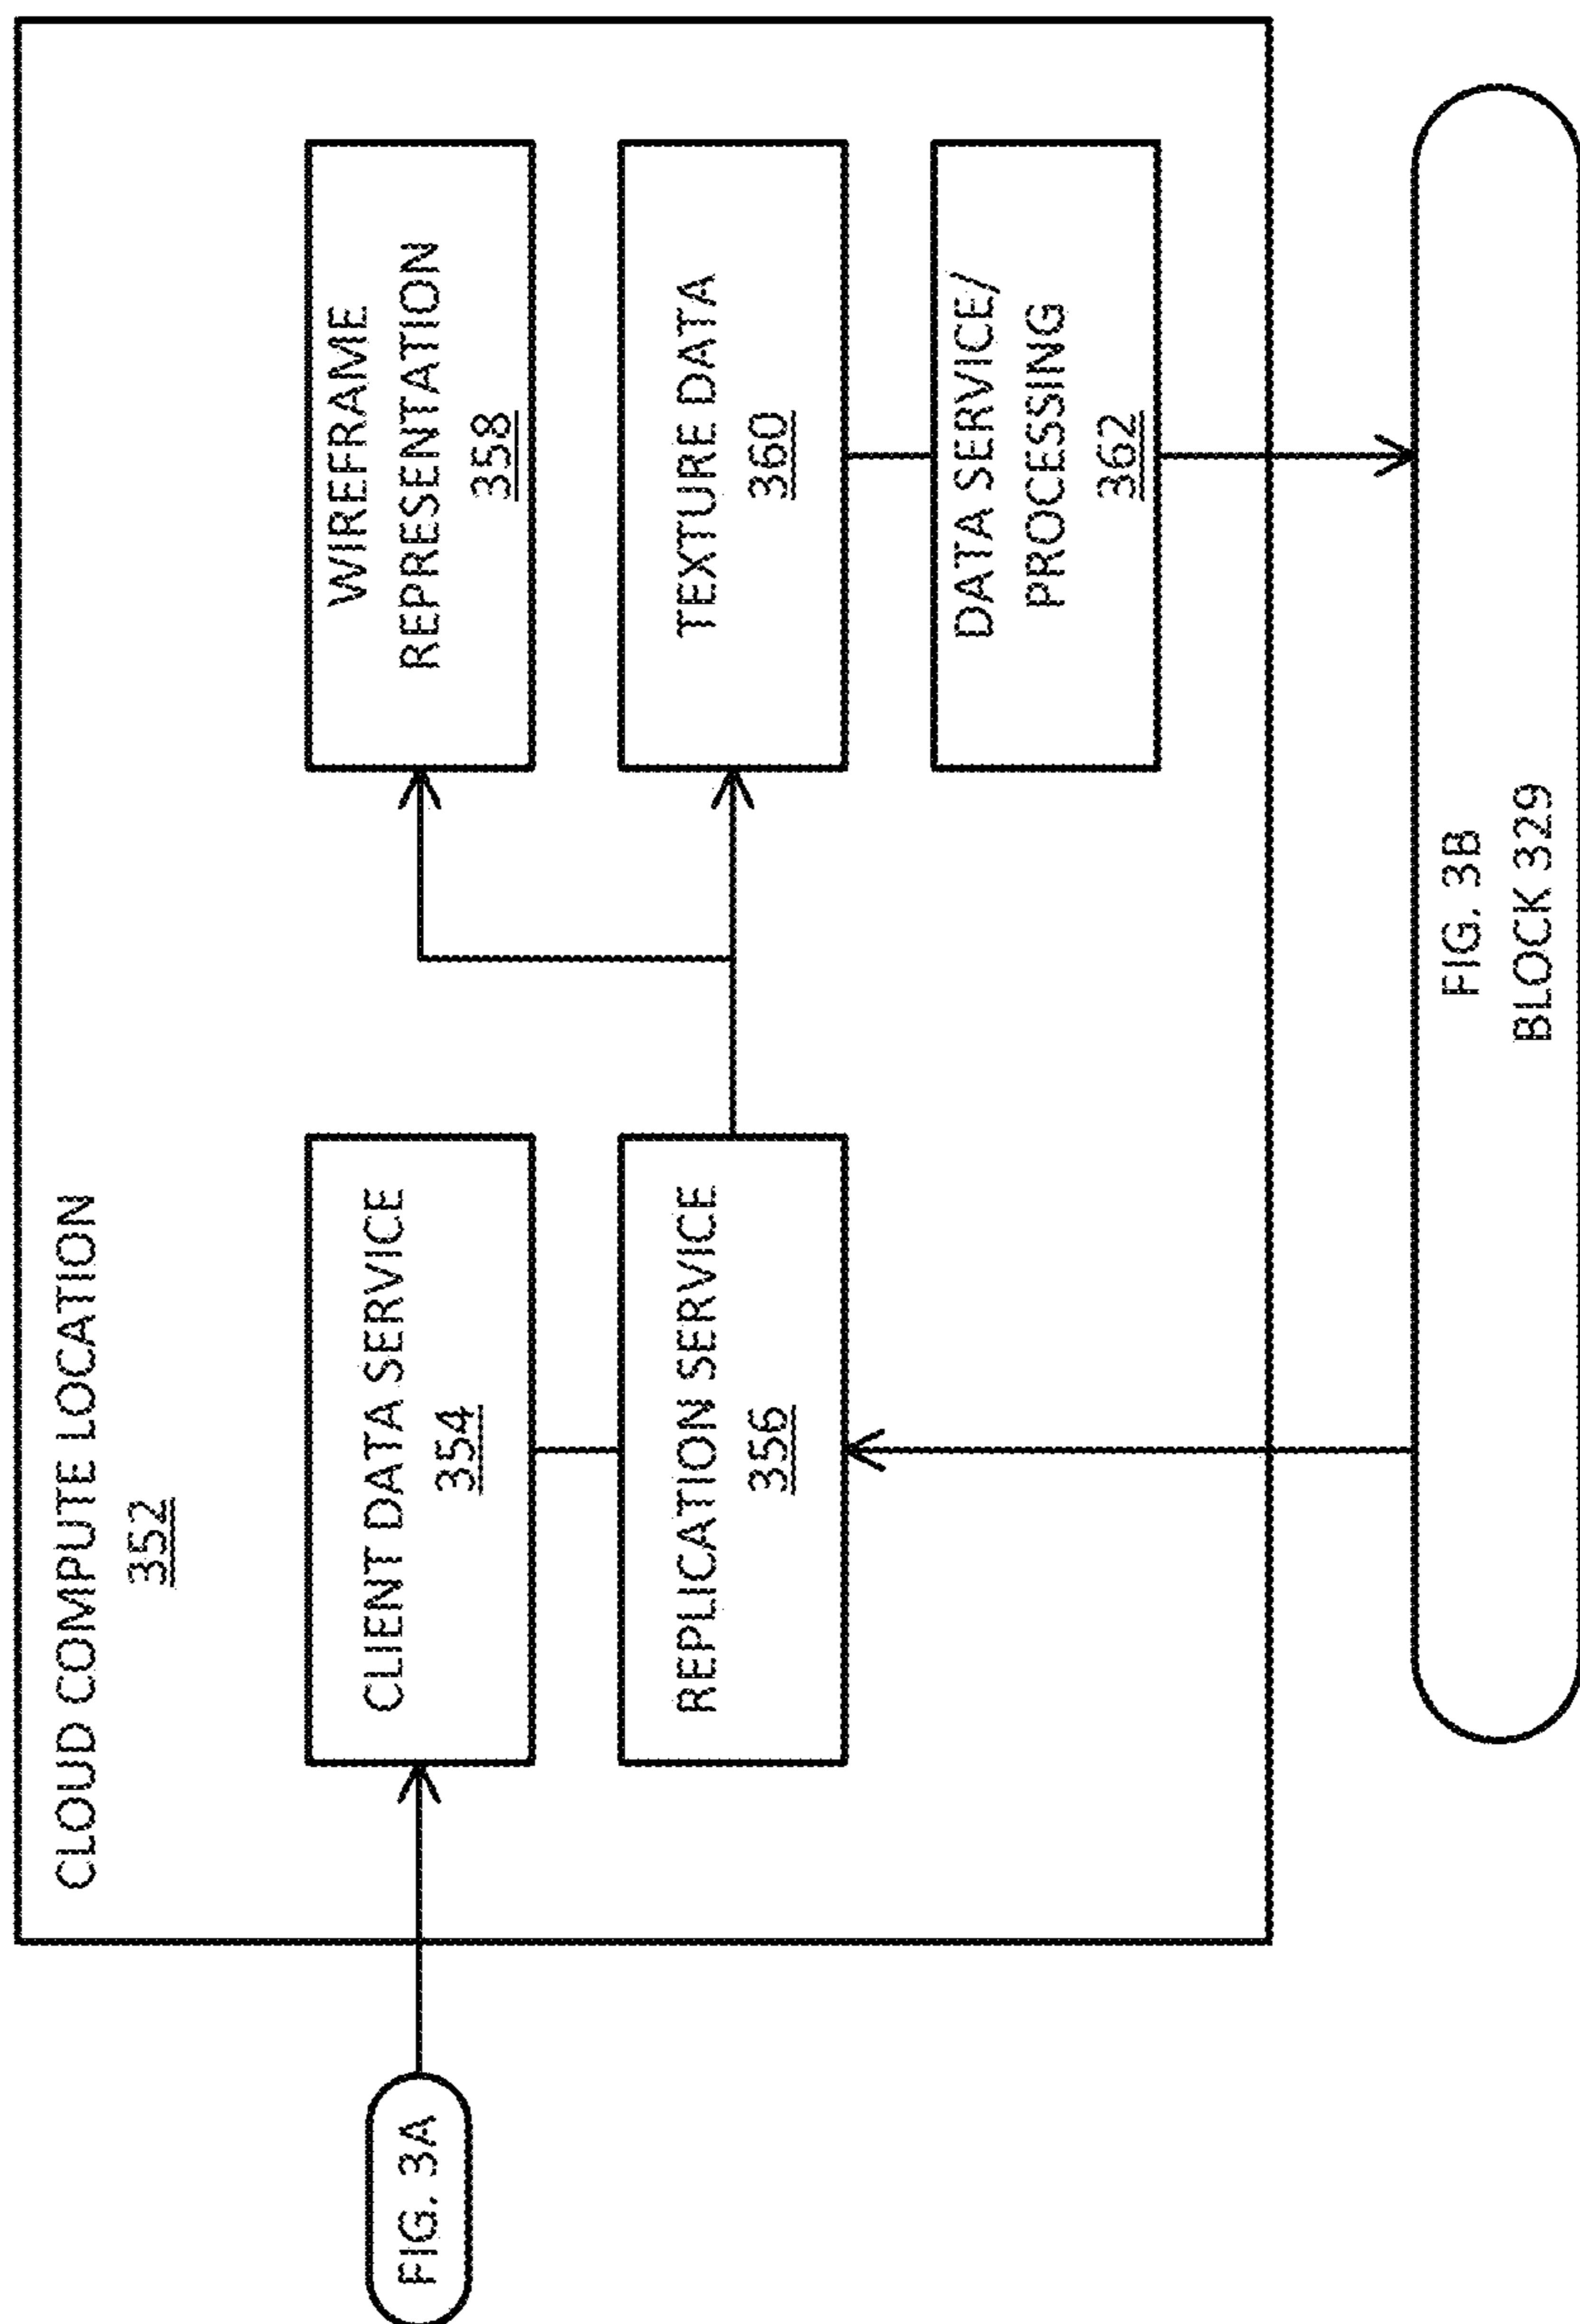 CLOUD COMPUTE LOCATION
352
FIG. 3A
CLIENT DATA SERVICE
354
WIREFRAME
REPRESENTATION
358
REPLICATION SERVICE
356
TEXTURE DATA
360
DATA SERVICE/
PROCESSING
362
FIG. 3B
BLOCK 329